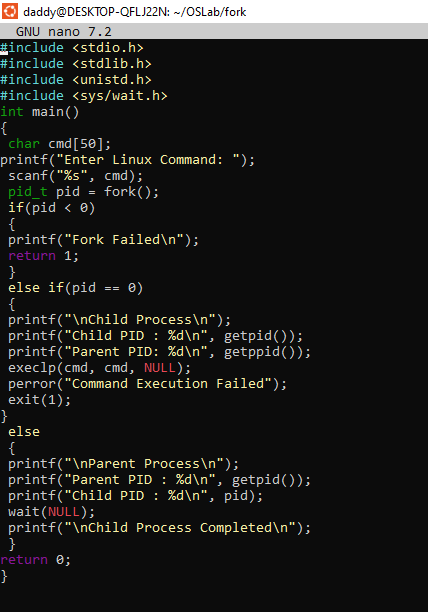 daddy@DESKTOP-QFLJ22N: ~/OSLab/fork
GNU nano 7.2
#include <stdio.h>
#include <stdlib.h>
#include <unistd.h>
#include <sys/wait.h>
int main()
{
 char cmd[50];
printf("Enter Linux Command: ");
 scanf("%s", cmd);
 pid_t pid = fork();
 if(pid < 0)
 {
 printf("Fork Failed\n");
 return 1;
 }
 else if(pid == 0)
 {
 printf("\nChild Process\n");
 printf("Child PID : %d\n", getpid());
 printf("Parent PID: %d\n", getppid());
 execlp(cmd, cmd, NULL);
 perror("Command Execution Failed");
 exit(1);
}
 else
 {
 printf("\nParent Process\n");
 printf("Parent PID : %d\n", getpid());
 printf("Child PID : %d\n", pid);
 wait(NULL);
 printf("\nChild Process Completed\n");
 }
return 0;
}